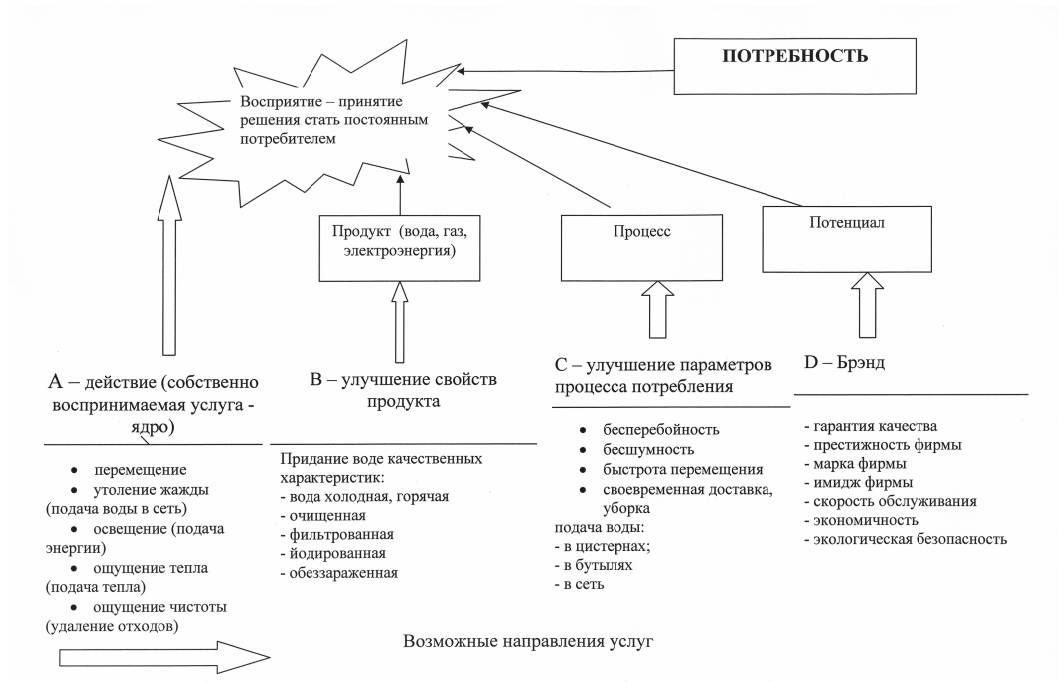 ПОТРЕБНОСТЬ
Восприятие – принятие
решения стать постоянным
потребителем
Продукт (вода, газ,
электроэнергия)
Процесс
Потенциал
А – действие (собственно
воспринимаемая услуга -
ядро)
• перемещение
• утоление жажды
(подача воды в сеть)
• освещение (подача
энергии)
• ощущение тепла
(подача тепла)
• ощущение чистоты
(удаление отходов)
В – улучшение свойств
продукта
Придание воде качественных
характеристик:
- вода холодная, горячая
- очищенная
- фильтрованная
- йодированная
- обеззараженная
С – улучшение параметров
процесса потребления
• бесперебойность
• бесшумность
• быстрота перемещения
• своевременная доставка,
уборка
подача воды:
- в цистернах;
- в бутылях
- в сеть
D – Брэнд
- гарантия качества
- престижность фирмы
- марка фирмы
- имидж фирмы
- скорость обслуживания
- экономичность
- экологическая безопасность
Возможные направления услуг